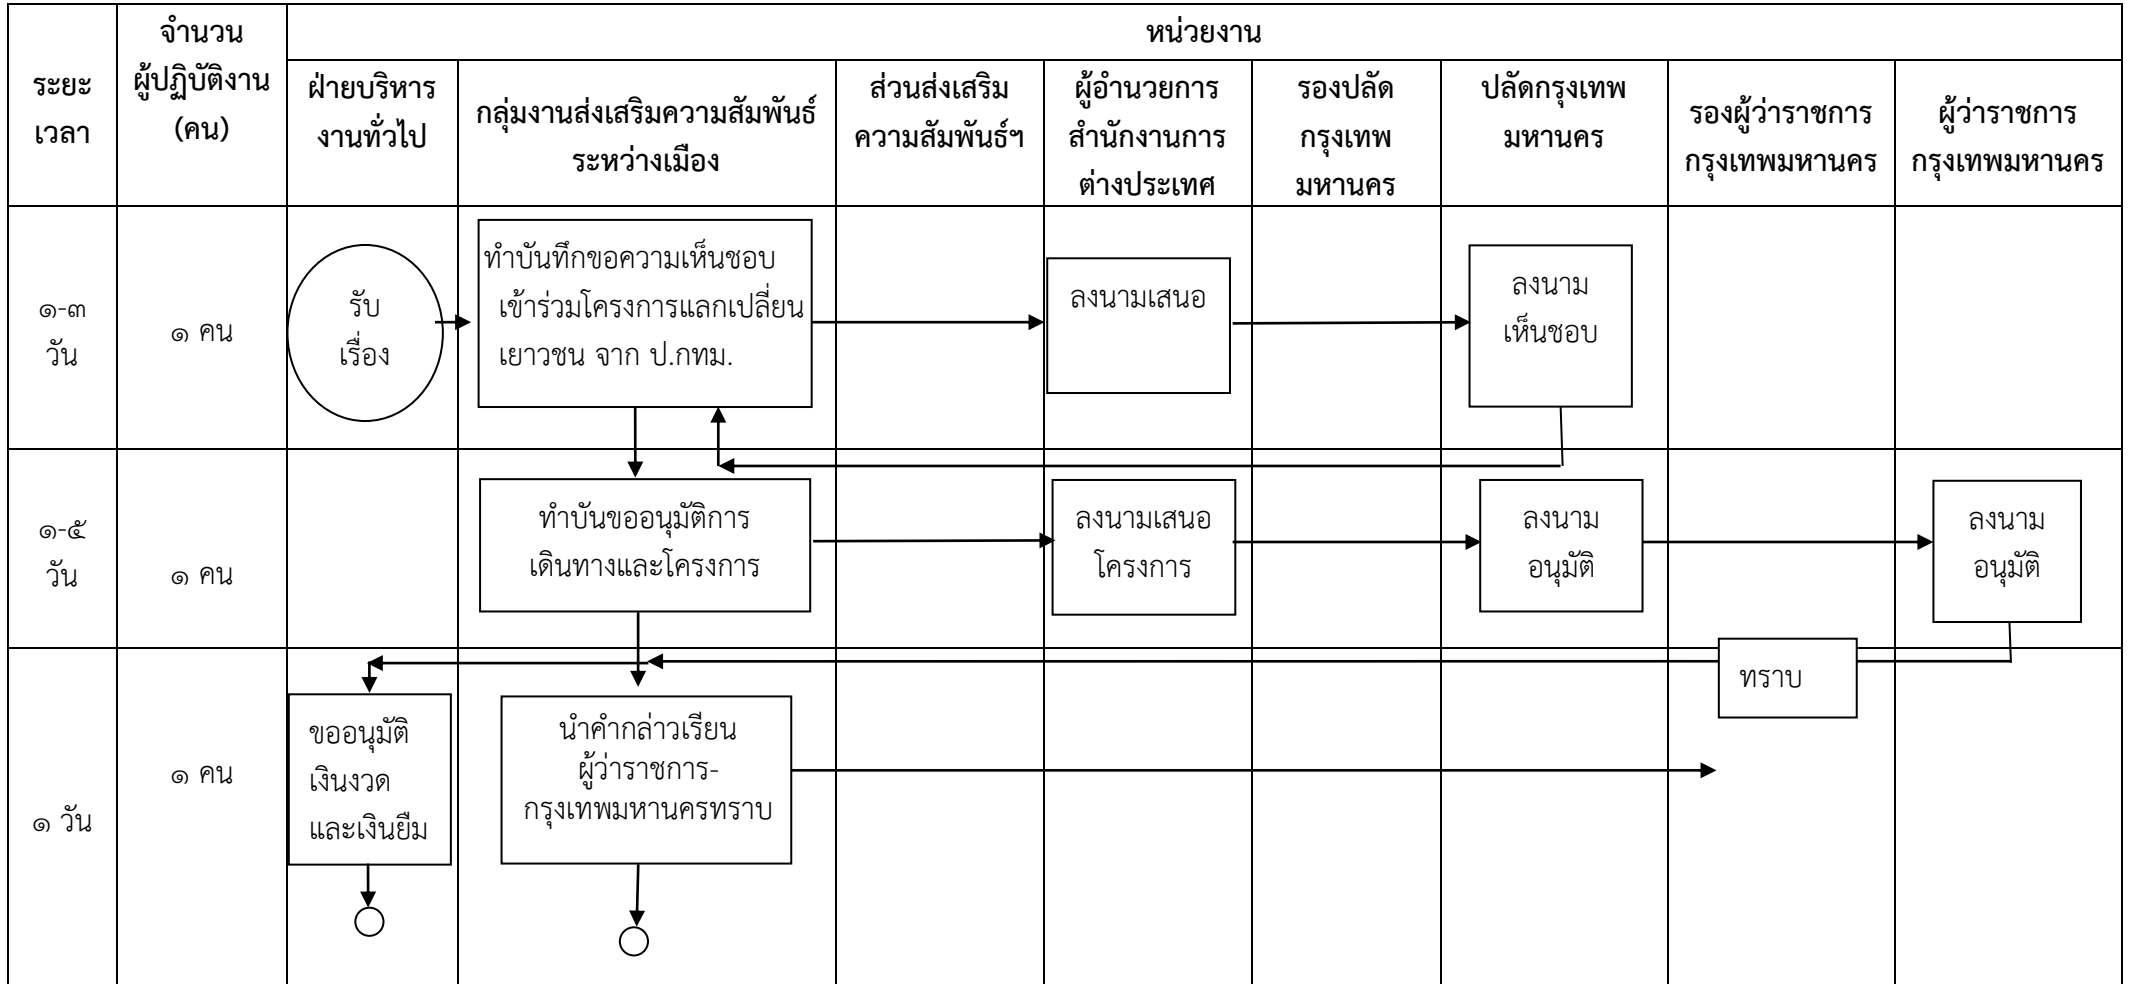 ระยะ
เวลา
จำนวน
ผู้ปฏิบัติงาน
(คน)
หน่วยงาน
ฝ่ายบริหาร
งานทั่วไป
กลุ่มงานส่งเสริมความสัมพันธ์
ระหว่างเมือง
ส่วนส่งเสริม
ความสัมพันธ์ฯ
ผู้อำนวยการ
สำนักงานการ
ต่างประเทศ
รองปลัด
กรุงเทพ
มหานคร
ปลัดกรุงเทพ
มหานคร
รองผู้ว่าราชการ
กรุงเทพมหานคร
ผู้ว่าราชการ
กรุงเทพมหานคร
๑-๓
วัน
๑ คน
รับ
เรื่อง
ทำบันทึกขอความเห็นชอบ
เข้าร่วมโครงการแลกเปลี่ยน
เยาวชน จาก ป.กทม.
ลงนามเสนอ
ลงนาม
เห็นชอบ
๑-๕
วัน
๑ คน
ทำบันขออนุมัติการ
เดินทางและโครงการ
ลงนามเสนอ
โครงการ
ลงนาม
อนุมัติ
ลงนาม
อนุมัติ
๑ วัน
๑ คน
ขออนุมัติ
เงินงวด
และเงินยืม
นำคำกล่าวเรียน
ผู้ว่าราชการ-
กรุงเทพมหานครทราบ
ทราบ